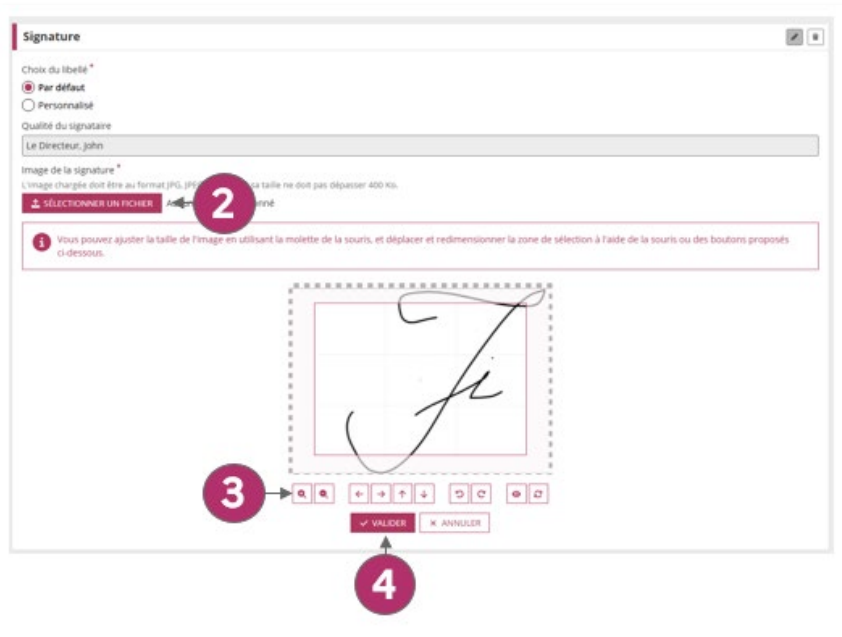 Signature
Choix du libellé *
Par défaut
Personnalisé
Qualité du signataire
Le Directeur, John
Image de la signature *
L'image chargée doit être au format JPG, JPE sa taille ne doit pas dépasser 400 Ko.
SÉLECTIONNER UN FICHIER
2
Vous pouvez ajuster la taille de l'image en utilisant la molette de la souris, et déplacer et redimensionner la zone de sélection à l'aide de la souris ou des boutons proposés
ci-dessous.
3
VALIDER ANNULER
4